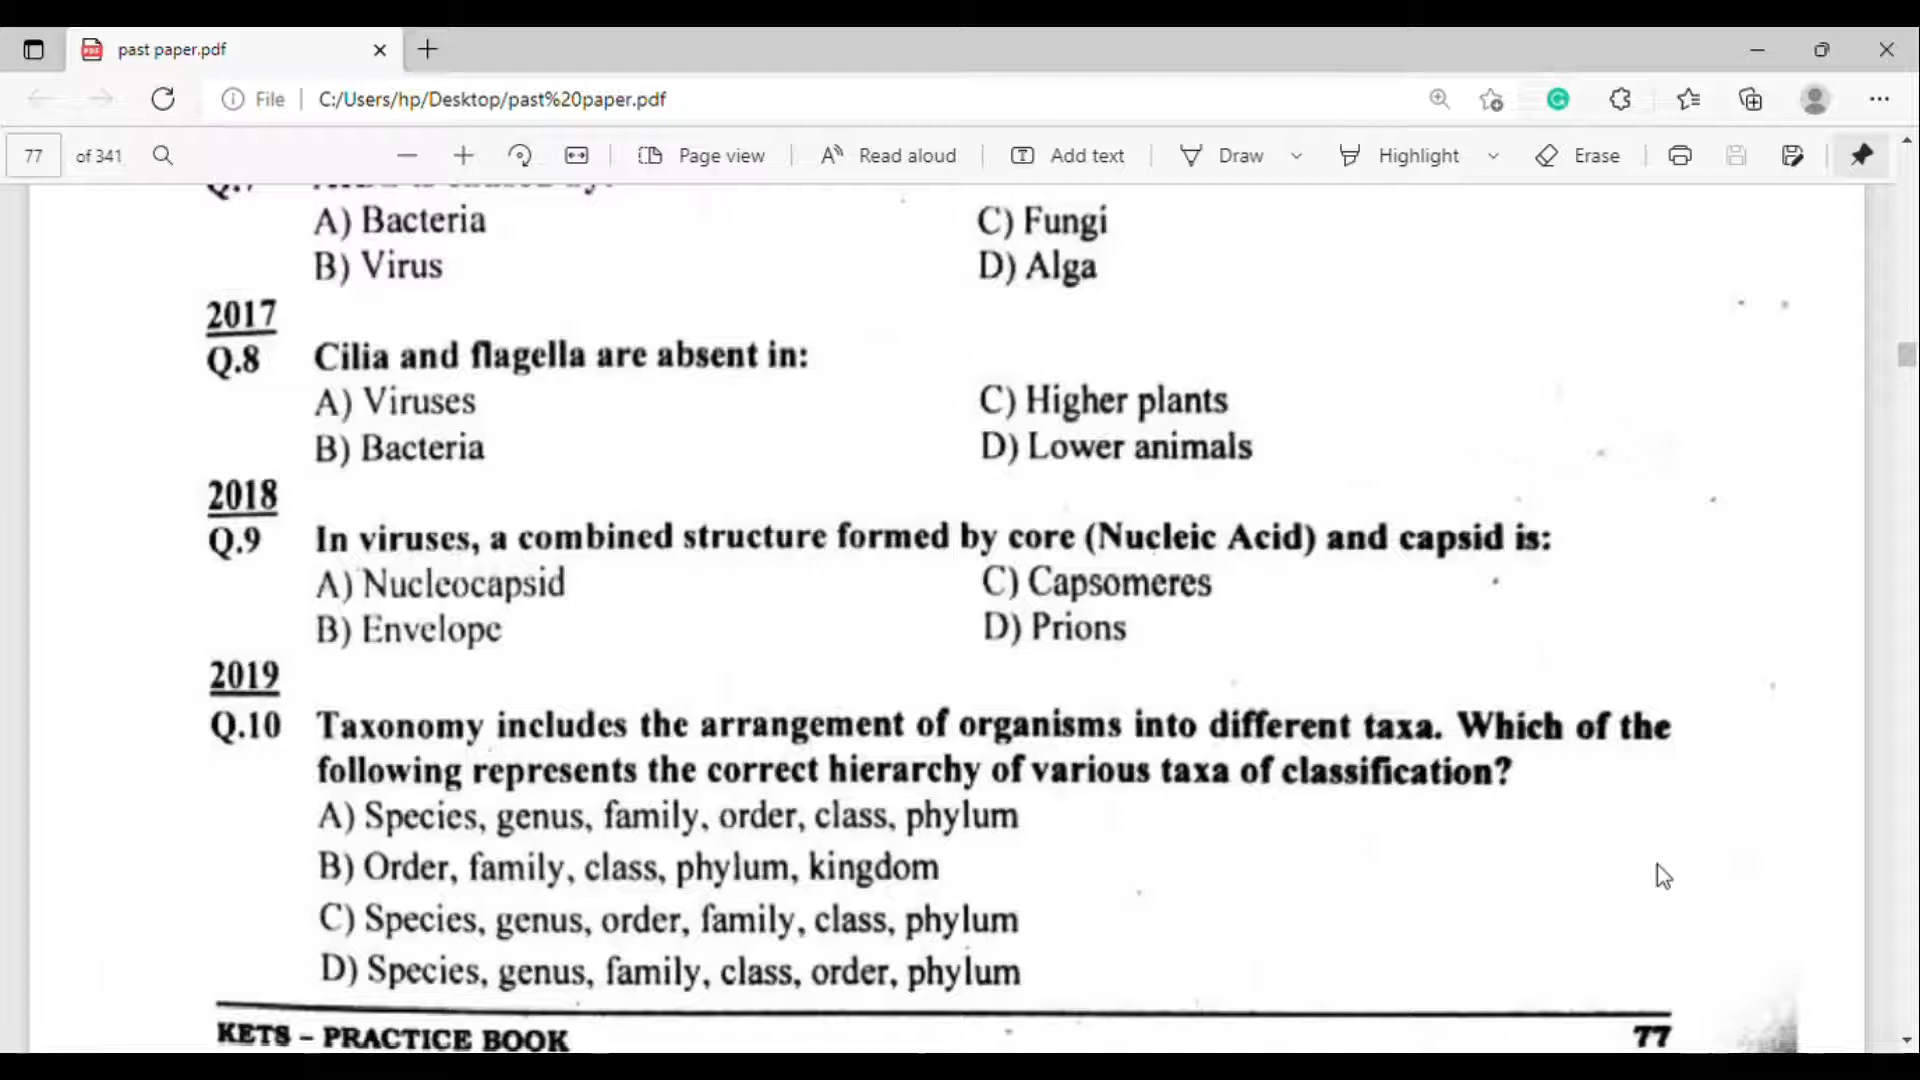 past paper.pdf
File
C:/Users/hp/Desktop/past%20paper.pdf
77 of 341
Page view
Read aloud
Add text
Draw
Highlight
Erase
A) Bacteria
C) Fungi
B) Virus
D) Alga
2017
Q.8 Cilia and flagella are absent in:
A) Viruses
C) Higher plants
B) Bacteria
D) Lower animals
2018
Q.9 In viruses, a combined structure formed by core (Nucleic Acid) and capsid is:
A) Nucleocapsid
C) Capsomeres
B) Envelope
D) Prions
2019
Q.10 Taxonomy includes the arrangement of organisms into different taxa. Which of the
following represents the correct hierarchy of various taxa of classification?
A) Species, genus, family, order, class, phylum
B) Order, family, class, phylum, kingdom
C) Species, genus, order, family, class, phylum
D) Species, genus, family, class, order, phylum
KETS – PRACTICE BOOK
77